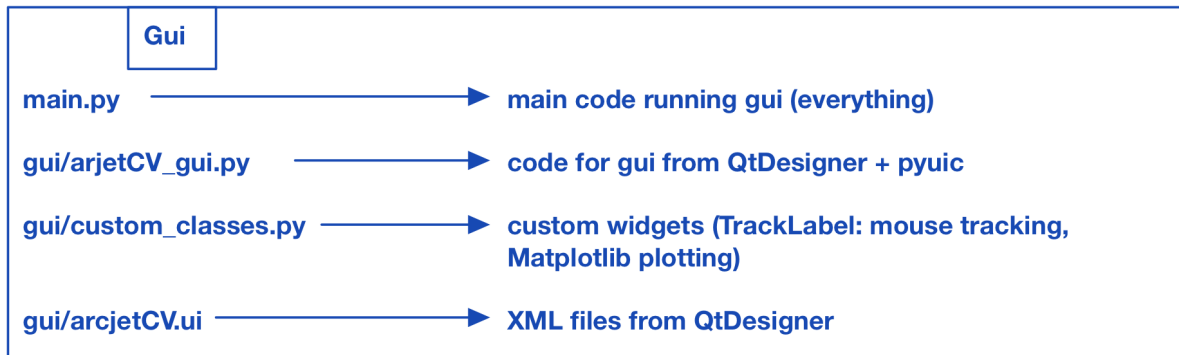 Gui
main.py main code running gui (everything)
gui/arjetCV_gui.py code for gui from QtDesigner + pyuic
gui/custom_classes.py custom widgets (TrackLabel: mouse tracking,
Matplotlib plotting)
gui/arcjetCV.ui XML files from QtDesigner